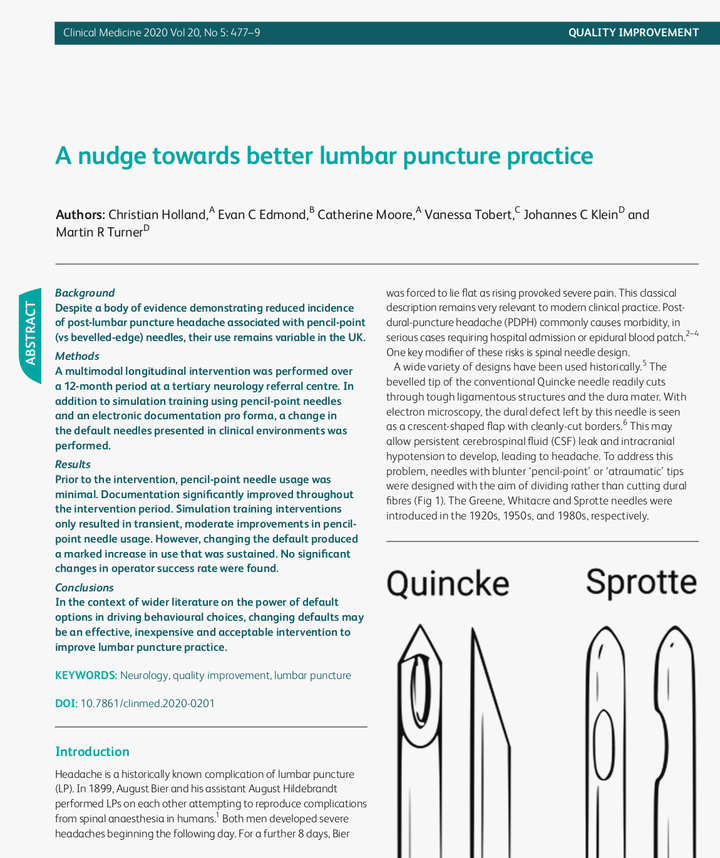 Clinical Medicine 2020 Vol 20, No 5: 477–9
QUALITY IMPROVEMENT
A nudge towards better lumbar puncture practice
Authors: Christian Holland,A Evan C Edmond,B Catherine Moore,A Vanessa Tobert,C Johannes C KleinD and
Martin R TurnerD
ABSTRACT
Background
Despite a body of evidence demonstrating reduced incidence
of post-lumbar puncture headache associated with pencil-point
(vs bevelled-edge) needles, their use remains variable in the UK.
Methods
A multimodal longitudinal intervention was performed over
a 12-month period at a tertiary neurology referral centre. In
addition to simulation training using pencil-point needles
and an electronic documentation pro forma, a change in
the default needles presented in clinical environments was
performed.
Results
Prior to the intervention, pencil-point needle usage was
minimal. Documentation significantly improved throughout
the intervention period. Simulation training interventions
only resulted in transient, moderate improvements in pencil-
point needle usage. However, changing the default produced
a marked increase in use that was sustained. No significant
changes in operator success rate were found.
Conclusions
In the context of wider literature on the power of default
options in driving behavioural choices, changing defaults may
be an effective, inexpensive and acceptable intervention to
improve lumbar puncture practice.
KEYWORDS: Neurology, quality improvement, lumbar puncture
DOI: 10.7861/clinmed.2020-0201
Introduction
Headache is a historically known complication of lumbar puncture
(LP). In 1899, August Bier and his assistant August Hildebrandt
performed LPs on each other attempting to reproduce complications
from spinal anaesthesia in humans.1 Both men developed severe
headaches beginning the following day. For a further 8 days, Bier
was forced to lie flat as rising provoked severe pain. This classical
description remains very relevant to modern clinical practice. Post-
dural-puncture headache (PDPH) commonly causes morbidity, in
serious cases requiring hospital admission or epidural blood patch.2–4
One key modifier of these risks is spinal needle design.
A wide variety of designs have been used historically.5 The
bevelled tip of the conventional Quincke needle readily cuts
through tough ligamentous structures and the dura mater. With
electron microscopy, the dural defect left by this needle is seen
as a crescent-shaped flap with cleanly-cut borders.6 This may
allow persistent cerebrospinal fluid (CSF) leak and intracranial
hypotension to develop, leading to headache. To address this
problem, needles with blunter ‘pencil-point’ or ‘atraumatic’ tips
were designed with the aim of dividing rather than cutting dural
fibres (Fig 1). The Greene, Whitacre and Sprotte needles were
introduced in the 1920s, 1950s, and 1980s, respectively.
Quincke
Sprotte